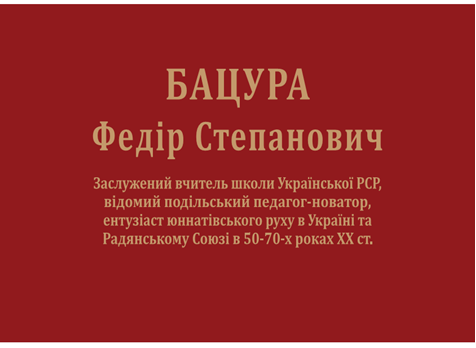 БАЦУРА
Федір Степанович
Заслужений вчитель школи Української РСР,
відомий подільський педагог-новатор,
ентузіаст юннатівського руху в Україні та
Радянському Союзі в 50-70-х роках ХХ ст.